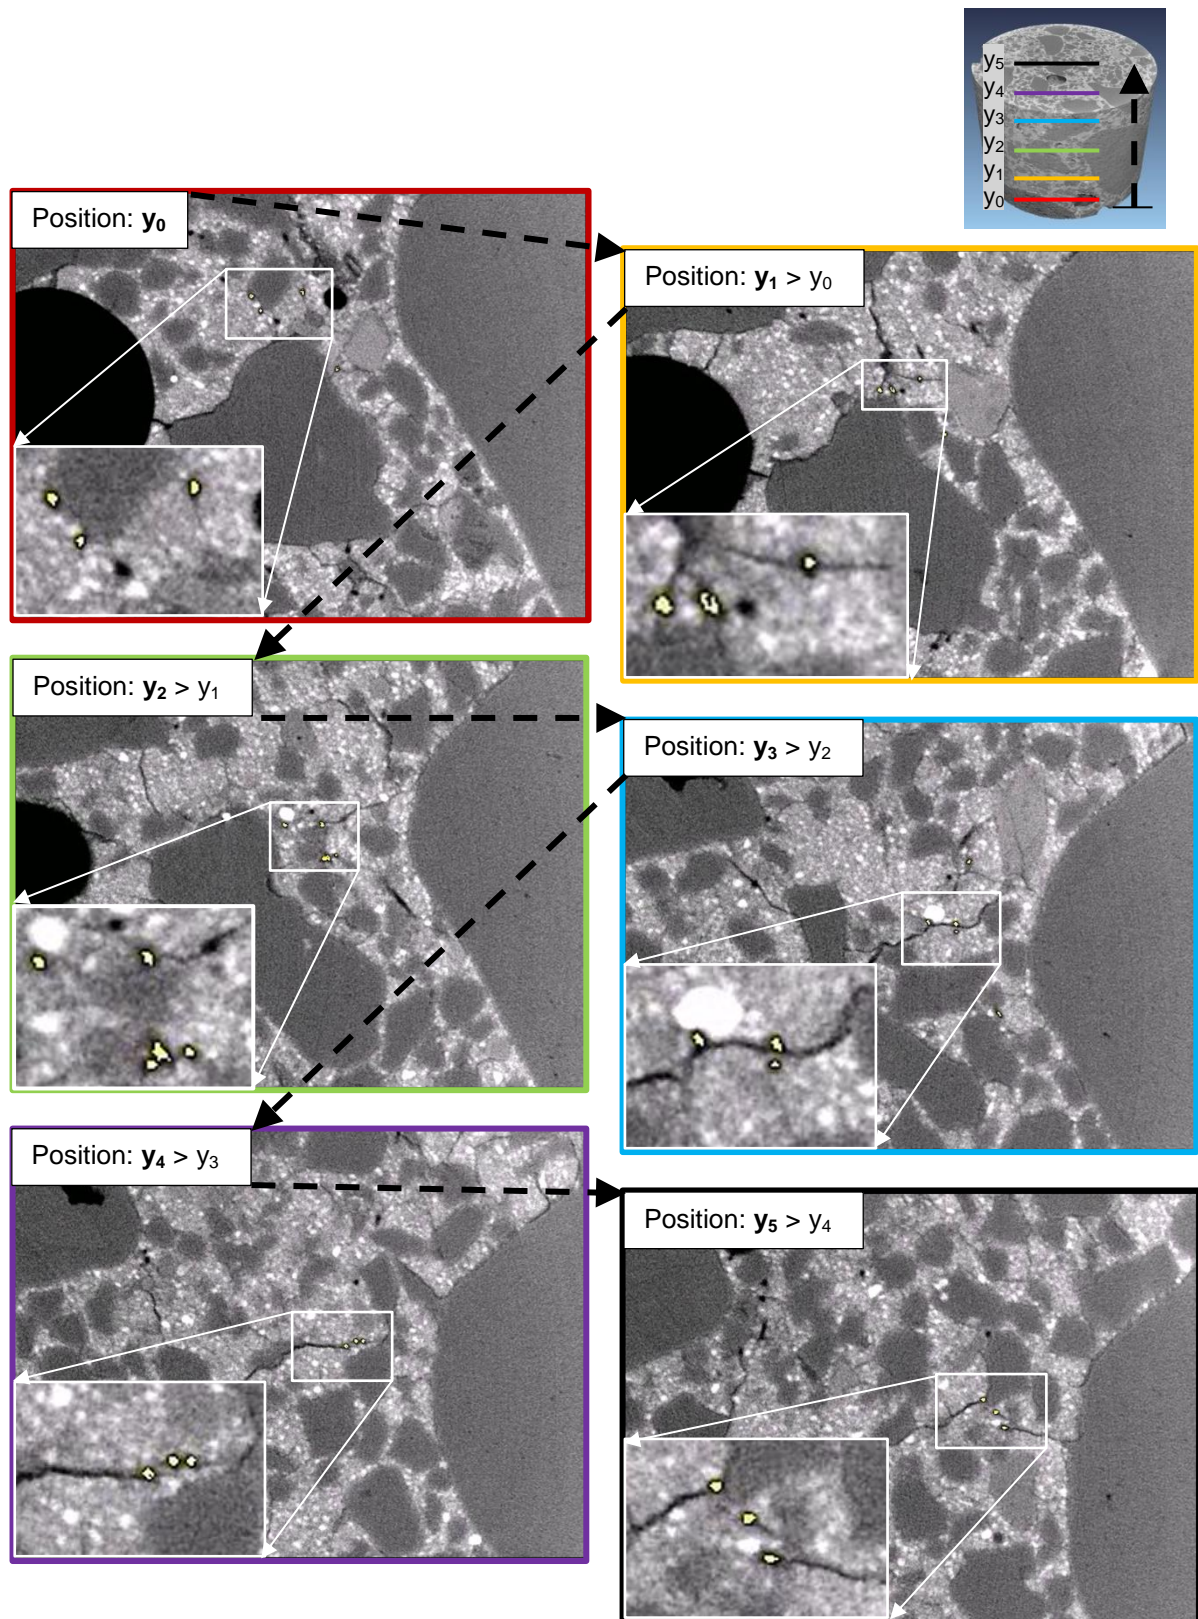 y₅
y₄
y₃
y₂
y₁
y₀
Position: y₀
Position: y₁ > y₀
Position: y₂ > y₁
Position: y₃ > y₂
Position: y₄ > y₃
Position: y₅ > y₄